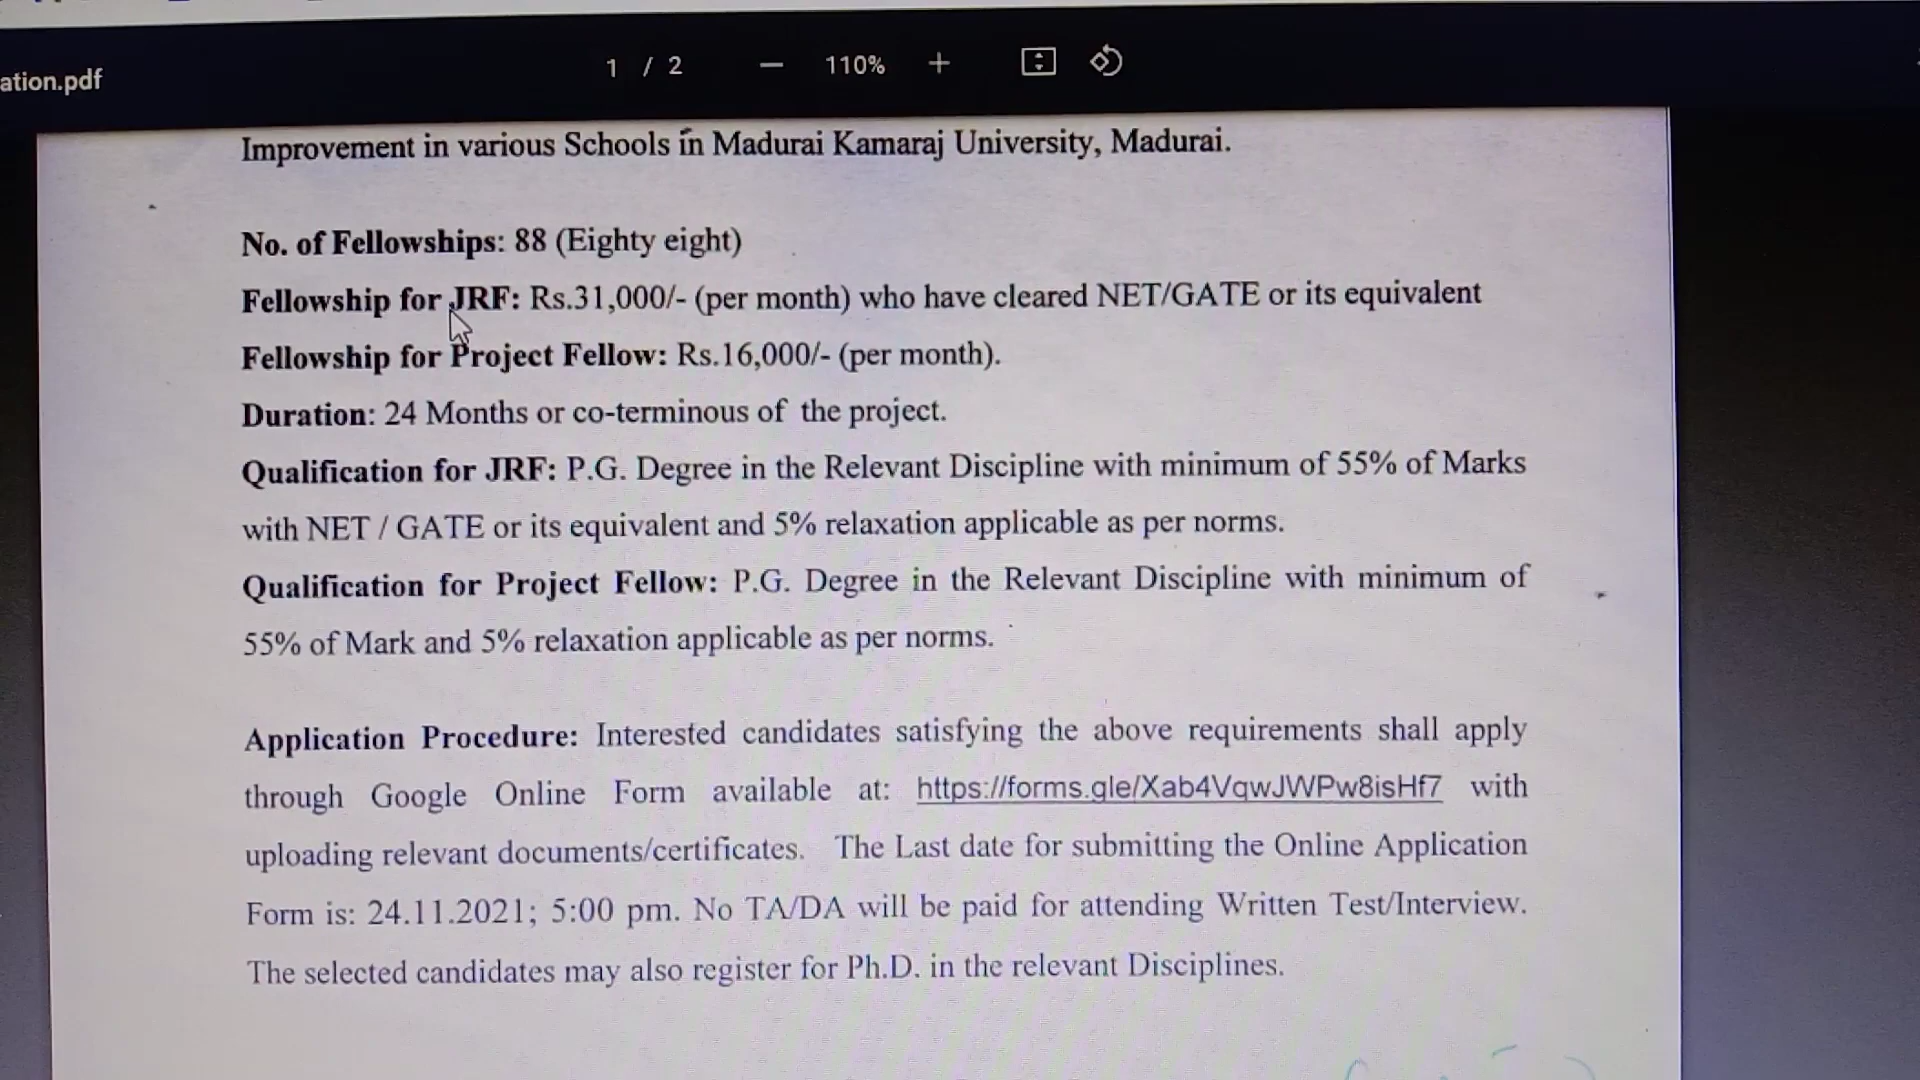 ation.pdf
1 / 2
110%
Improvement in various Schools in Madurai Kamaraj University, Madurai.
No. of Fellowships: 88 (Eighty eight)
Fellowship for JRF: Rs.31,000/- (per month) who have cleared NET/GATE or its equivalent
Fellowship for Project Fellow: Rs.16,000/- (per month).
Duration: 24 Months or co-terminous of the project.
Qualification for JRF: P.G. Degree in the Relevant Discipline with minimum of 55% of Marks
with NET / GATE or its equivalent and 5% relaxation applicable as per norms.
Qualification for Project Fellow: P.G. Degree in the Relevant Discipline with minimum of
55% of Mark and 5% relaxation applicable as per norms.
Application Procedure: Interested candidates satisfying the above requirements shall apply
through Google Online Form available at: https://forms.gle/Xab4VqwJWPw8isHf7 with
uploading relevant documents/certificates. The Last date for submitting the Online Application
Form is: 24.11.2021; 5:00 pm. No TA/DA will be paid for attending Written Test/Interview.
The selected candidates may also register for Ph.D. in the relevant Disciplines.